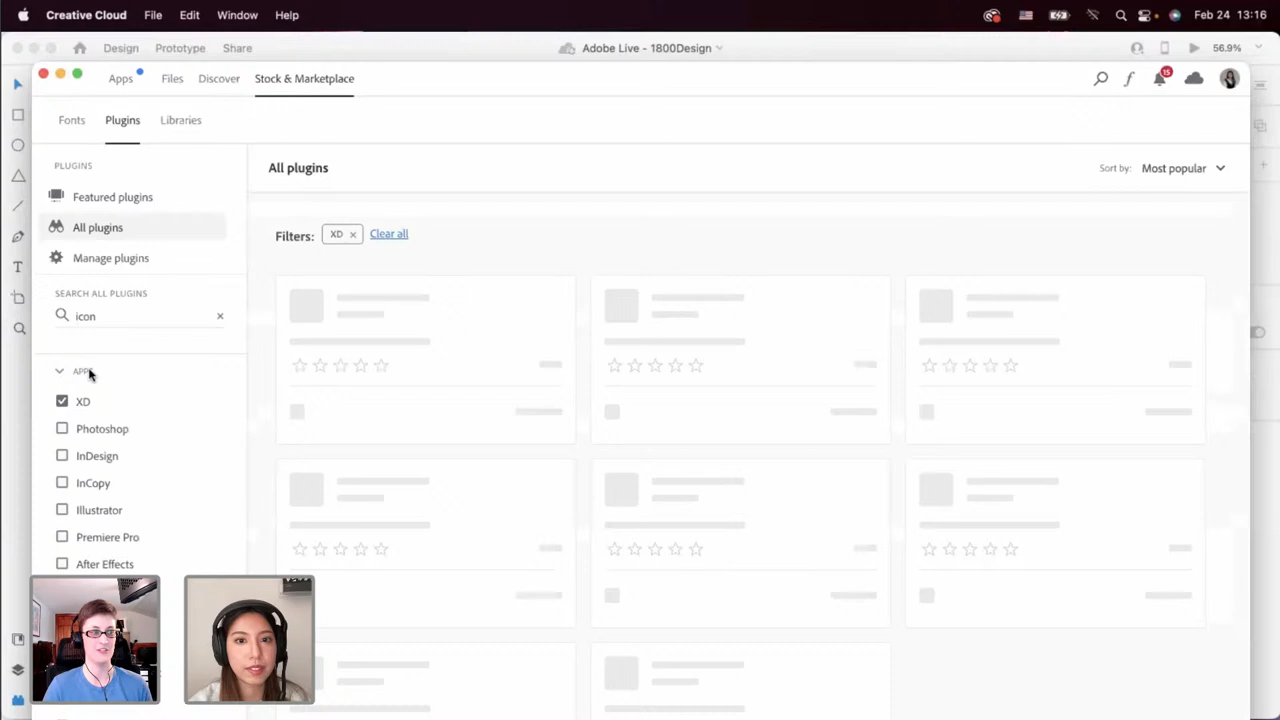 Creative Cloud File Edit Window Help Feb 24 13:16
Design Prototype Share Adobe Live - 1800Design 56.9%
Apps Files Discover Stock & Marketplace 15
Fonts Plugins Libraries
PLUGINS
All plugins
Sort by: Most popular
Featured plugins
All plugins
Filters: XD × Clear all
Manage plugins
SEARCH ALL PLUGINS
icon ×
APPS
XD
Photoshop
InDesign
InCopy
Illustrator
Premiere Pro
After Effects